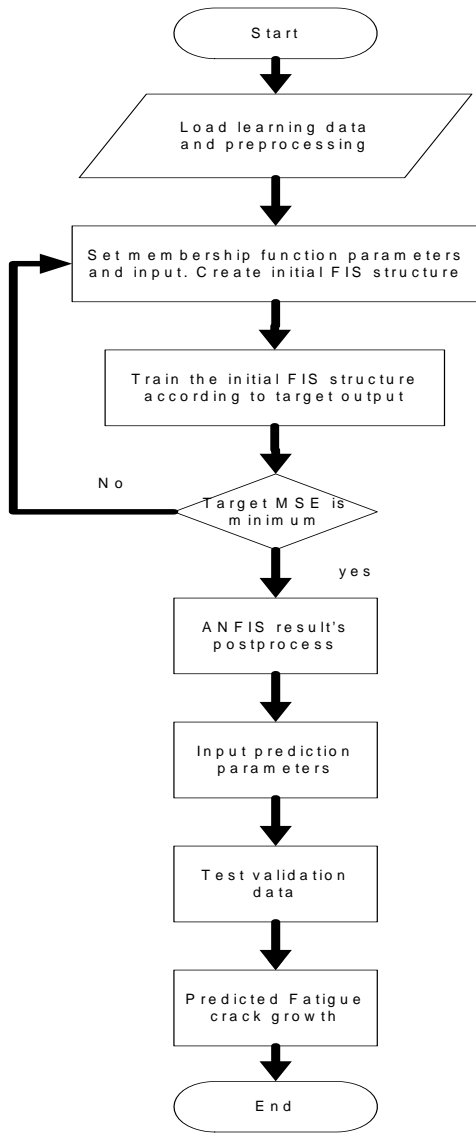 Start
Load learning data
and preprocessing
Set membership function parameters
and input. Create initial FIS structure
Train the initial FIS structure
according to target output
No
Target MSE is
minimum
yes
ANFIS result's
postprocess
Input prediction
parameters
Test validation
data
Predicted Fatigue
crack growth
End